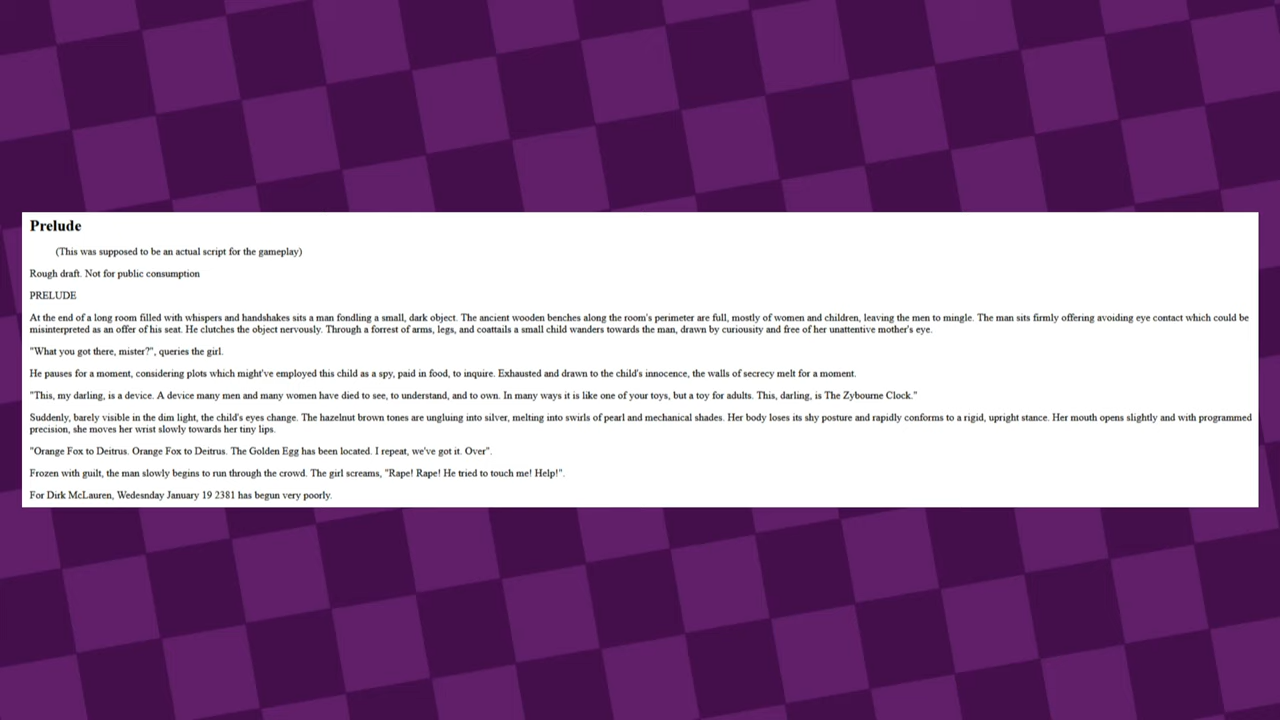 Prelude
(This was supposed to be an actual script for the gameplay)
Rough draft. Not for public consumption
PRELUDE
At the end of a long room filled with whispers and handshakes sits a man fondling a small, dark object. The ancient wooden benches along the room's perimeter are full, mostly of women and children, leaving the men to mingle. The man sits firmly offering avoiding eye contact which could be
misinterpreted as an offer of his seat. He clutches the object nervously. Through a forrest of arms, legs, and coattails a small child wanders towards the man, drawn by curiousity and free of her unattentive mother's eye.
"What you got there, mister?", queries the girl.
He pauses for a moment, considering plots which might've employed this child as a spy, paid in food, to inquire. Exhausted and drawn to the child's innocence, the walls of secrecy melt for a moment.
"This, my darling, is a device. A device many men and many women have died to see, to understand, and to own. In many ways it is like one of your toys, but a toy for adults. This, darling, is The Zybourne Clock."
Suddenly, barely visible in the dim light, the child's eyes change. The hazelnut brown tones are ungluing into silver, melting into swirls of pearl and mechanical shades. Her body loses its shy posture and rapidly conforms to a rigid, upright stance. Her mouth opens slightly and with programmed
precision, she moves her wrist slowly towards her tiny lips.
"Orange Fox to Deitrus. Orange Fox to Deitrus. The Golden Egg has been located. I repeat, we've got it. Over".
Frozen with guilt, the man slowly begins to run through the crowd. The girl screams, "Rape! Rape! He tried to touch me! Help!".
For Dirk McLauren, Wedesnday January 19 2381 has begun very poorly.